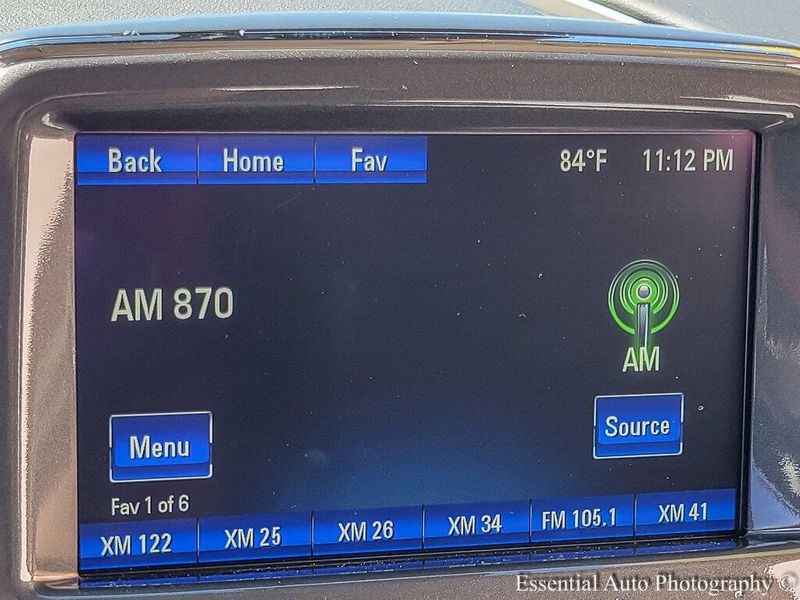 Back Home Fav 84°F 11:12 PM
AM 870
AM
Menu Source
Fav 1 of 6
XM 122 XM 25 XM 26 XM 34 FM 105.1 XM 41
Essential Auto Photography ©